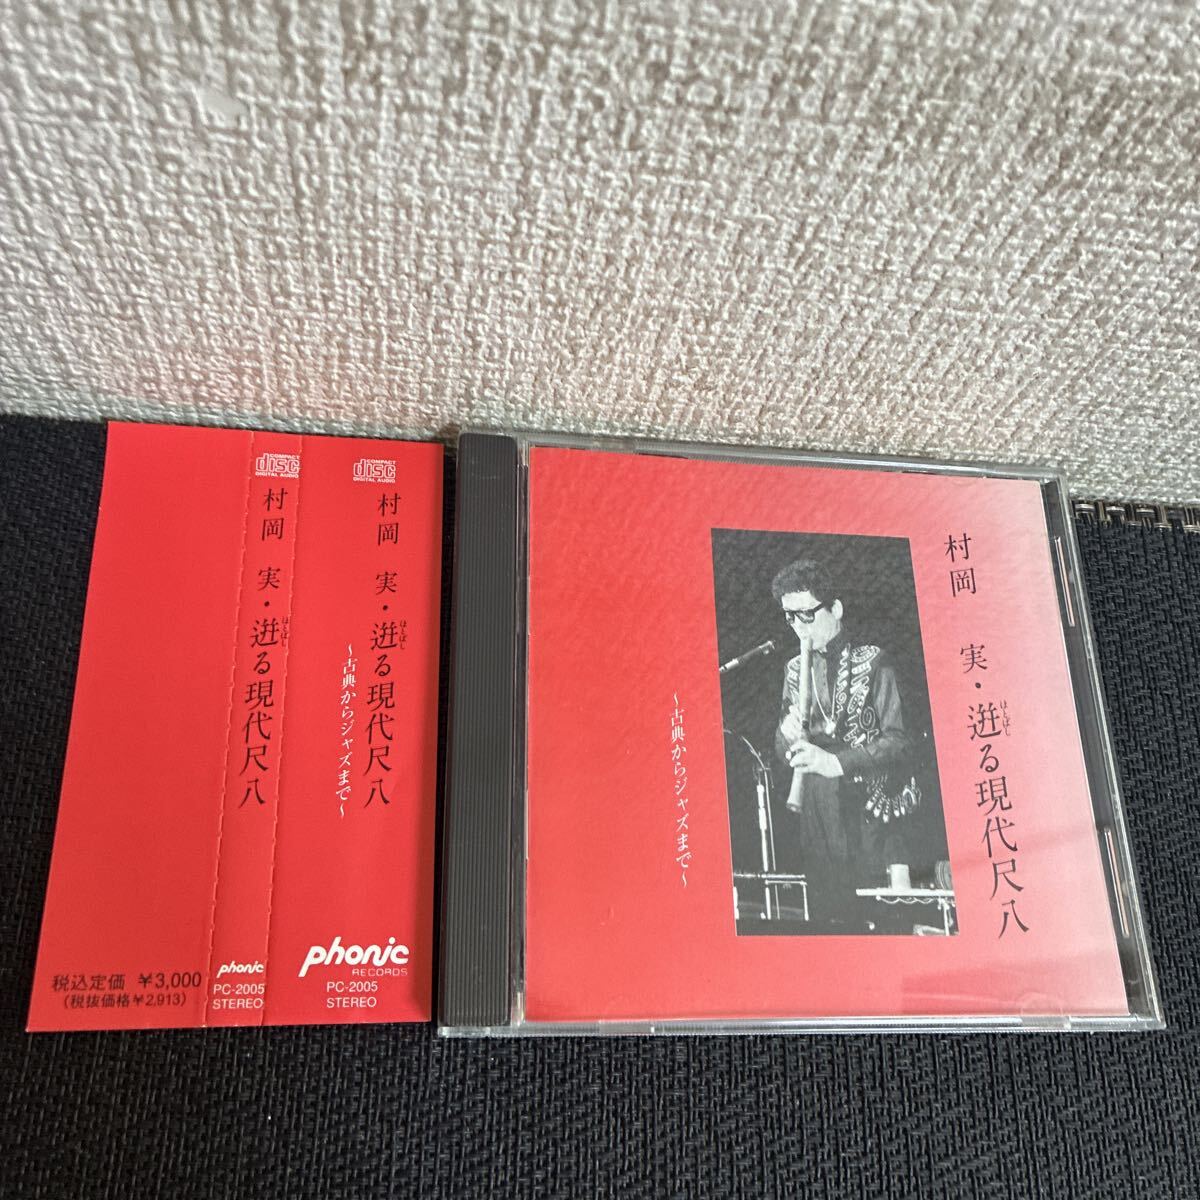 COMPACT
disc
DIGITAL AUDIO
村岡 実・迸る現代尺八
ほとばし
phonic
PC-2005
STEREO
税込定価 ¥3,000
(税抜価格¥2,913)
COMPACT
disc
DIGITAL AUDIO
村岡 実・迸る現代尺八
ほとばし
~古典からジャズまで~
phonic
RECORDS
PC-2005
STEREO
村岡 実・迸る現代尺八
ほとばし
~古典からジャズまで~